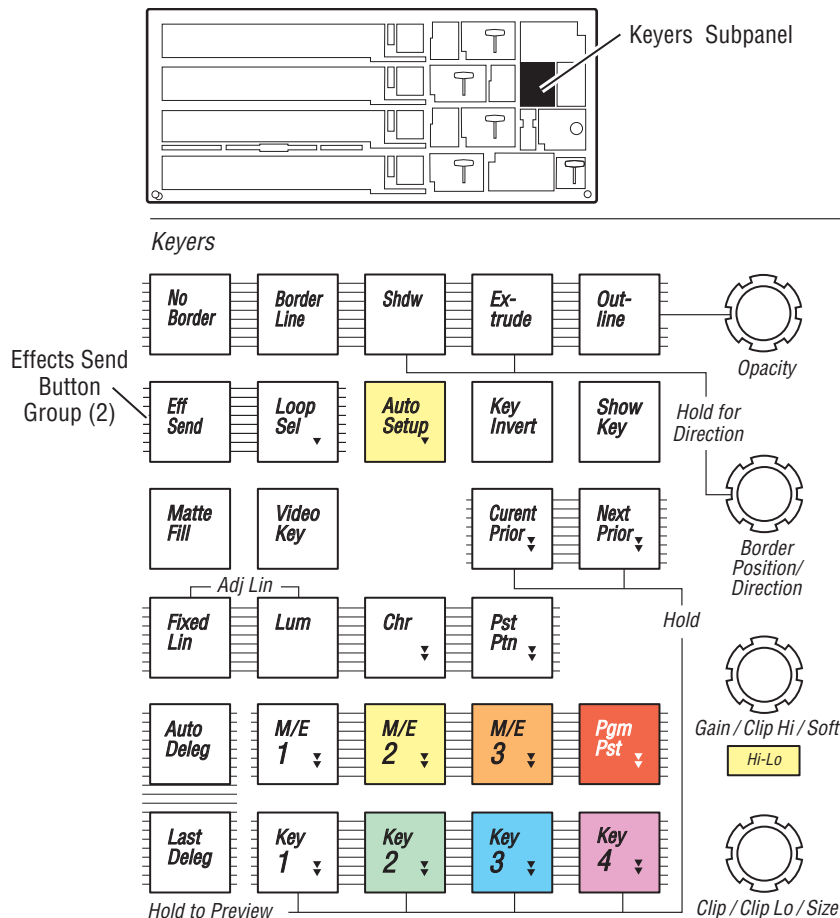 Keyers Subpanel
Keyers
No
Border
Border
Line
Shdw
Ex-
trude
Out-
line
Opacity
Effects Send
Button
Group (2)
Eff
Send
Loop
Sel
Auto
Setup
Key
Invert
Show
Key
Hold for
Direction
Matte
Fill
Video
Key
Curent
Prior
Next
Prior
Border
Position/
Direction
Adj Lin
Fixed
Lin
Lum
Chr
Pst
Ptn
Hold
Auto
Deleg
M/E
1
M/E
2
M/E
3
Pgm
Pst
Gain / Clip Hi / Soft
Hi-Lo
Last
Deleg
Key
1
Key
2
Key
3
Key
4
Hold to Preview
Clip / Clip Lo / Size